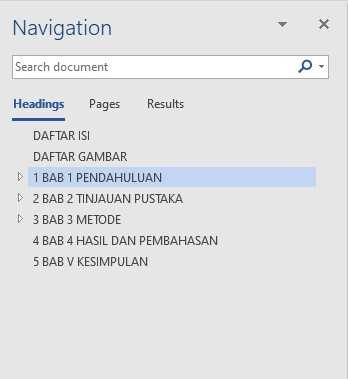 Navigation
Search document
Headings Pages Results
DAFTAR ISI
DAFTAR GAMBAR
1 BAB 1 PENDAHULUAN
2 BAB 2 TINJAUAN PUSTAKA
3 BAB 3 METODE
4 BAB 4 HASIL DAN PEMBAHASAN
5 BAB V KESIMPULAN